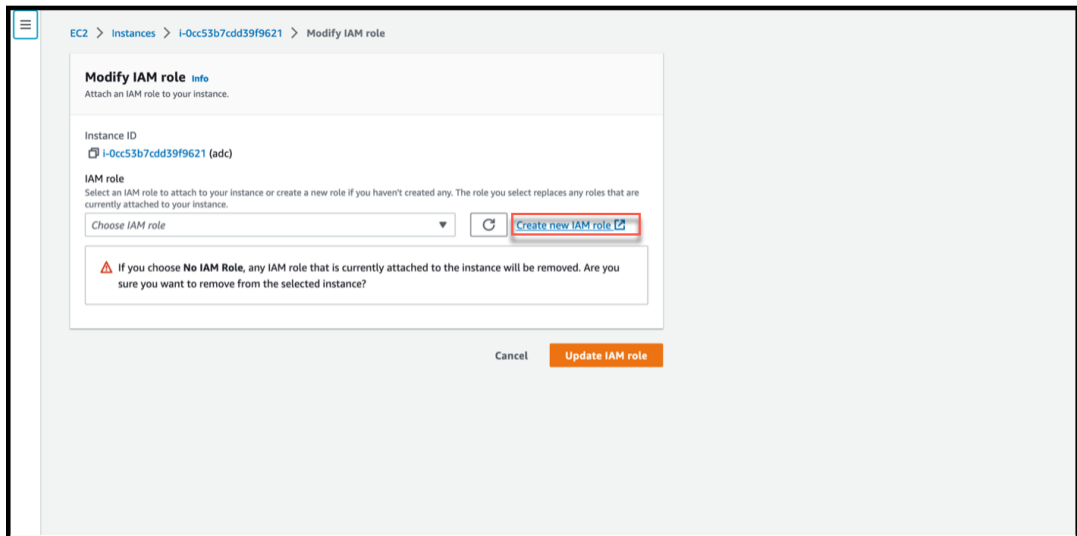 EC2 > Instances > i-0cc53b7cdd39f9621 > Modify IAM role
Modify IAM role Info
Attach an IAM role to your instance.
Instance ID
i-0cc53b7cdd39f9621 (adc)
IAM role
Select an IAM role to attach to your instance or create a new role if you haven't created any. The role you select replaces any roles that are
currently attached to your instance.
Choose IAM role
Create new IAM role
If you choose No IAM Role, any IAM role that is currently attached to the instance will be removed. Are you
sure you want to remove from the selected instance?
Cancel Update IAM role